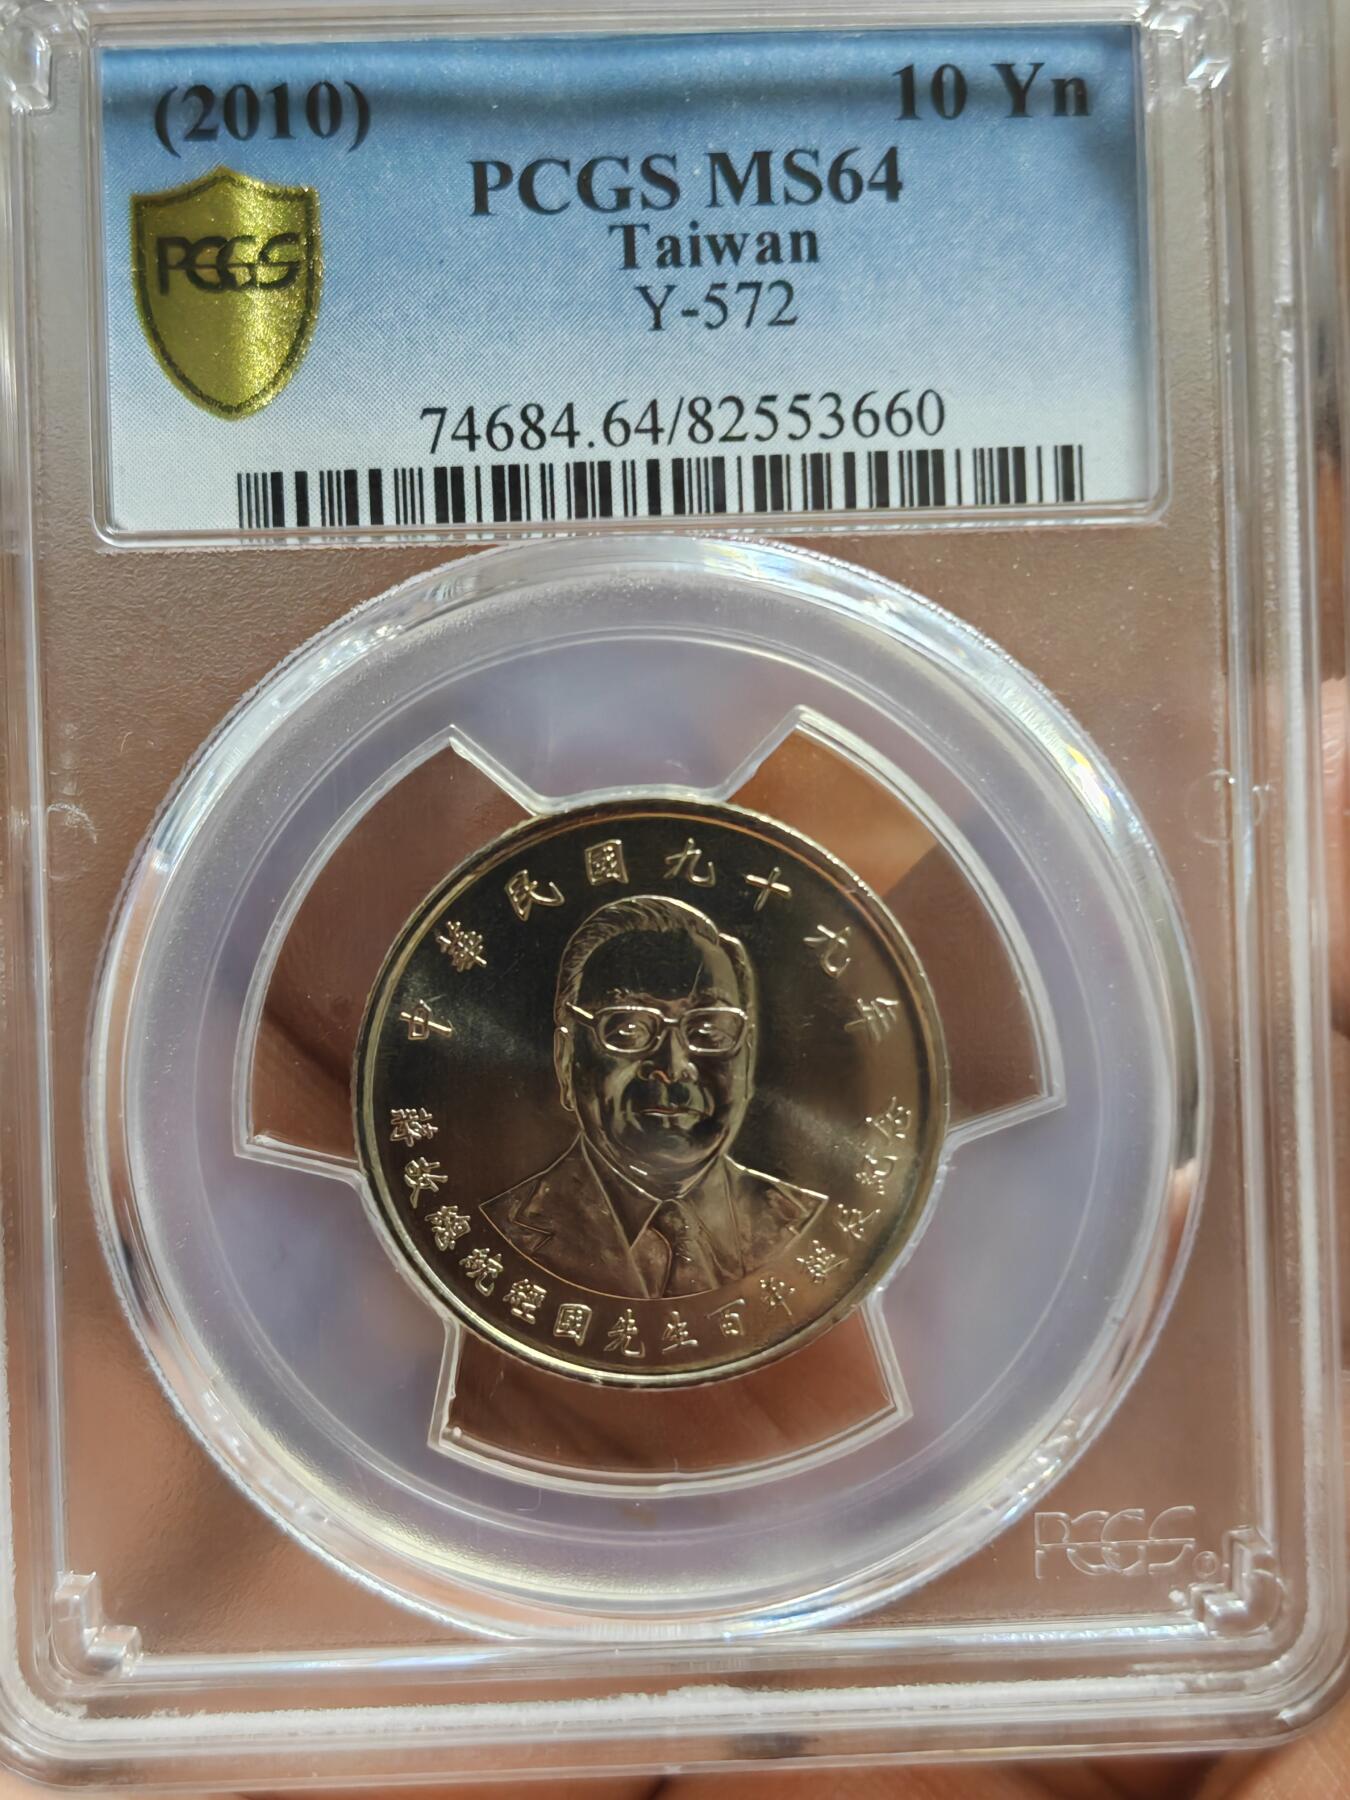 (2010) 10 Yn
PCGS MS64
PCGS
Taiwan
Y-572
74684.64/82553660
中華民國九十九年
蔣故總統經國先生百年誕辰紀念
PCGS